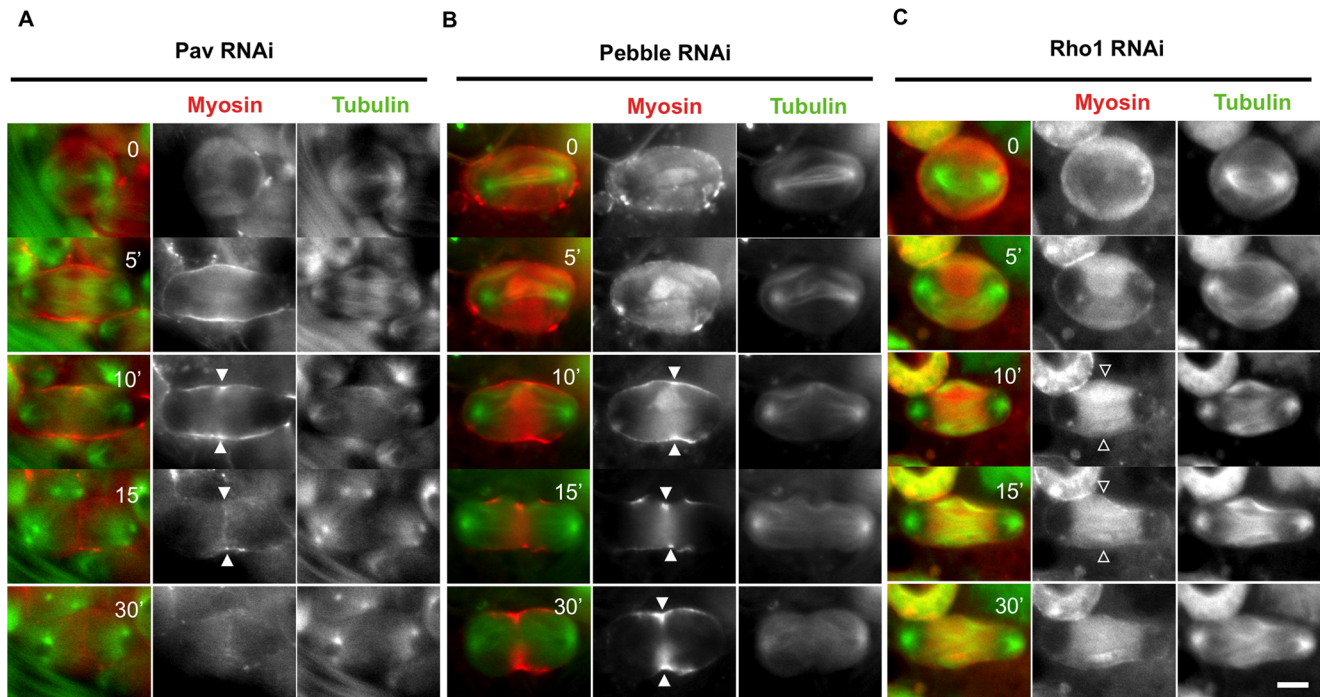 A
Pav RNAi
Myosin Tubulin
0
5’
10’
15’
30’
B
Pebble RNAi
Myosin Tubulin
0
5’
10’
15’
30’
C
Rho1 RNAi
Myosin Tubulin
0
5’
10’
15’
30’